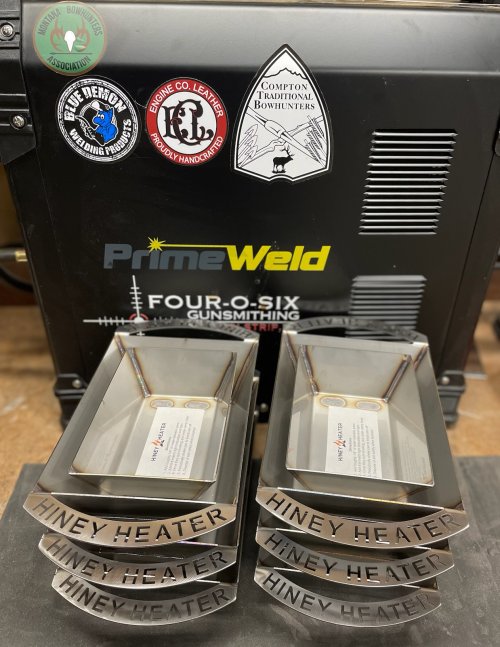 MONTANA BOWHUNTERS
ASSOCIATION
BLUE DEMON
WELDING PRODUCTS
ENGINE CO. LEATHER
PROUDLY HANDCRAFTED
COMPTON
TRADITIONAL
BOWHUNTERS
PrimeWeld
FOUR-O-SIX
GUNSMITHING
STRIP.
HINEY HEATER
HINEY HEATER
HINEY HEATER
HINEY HEATER
HINEY HEATER
HINEY HEATER
HINEY HEATER
HINEY HEATER